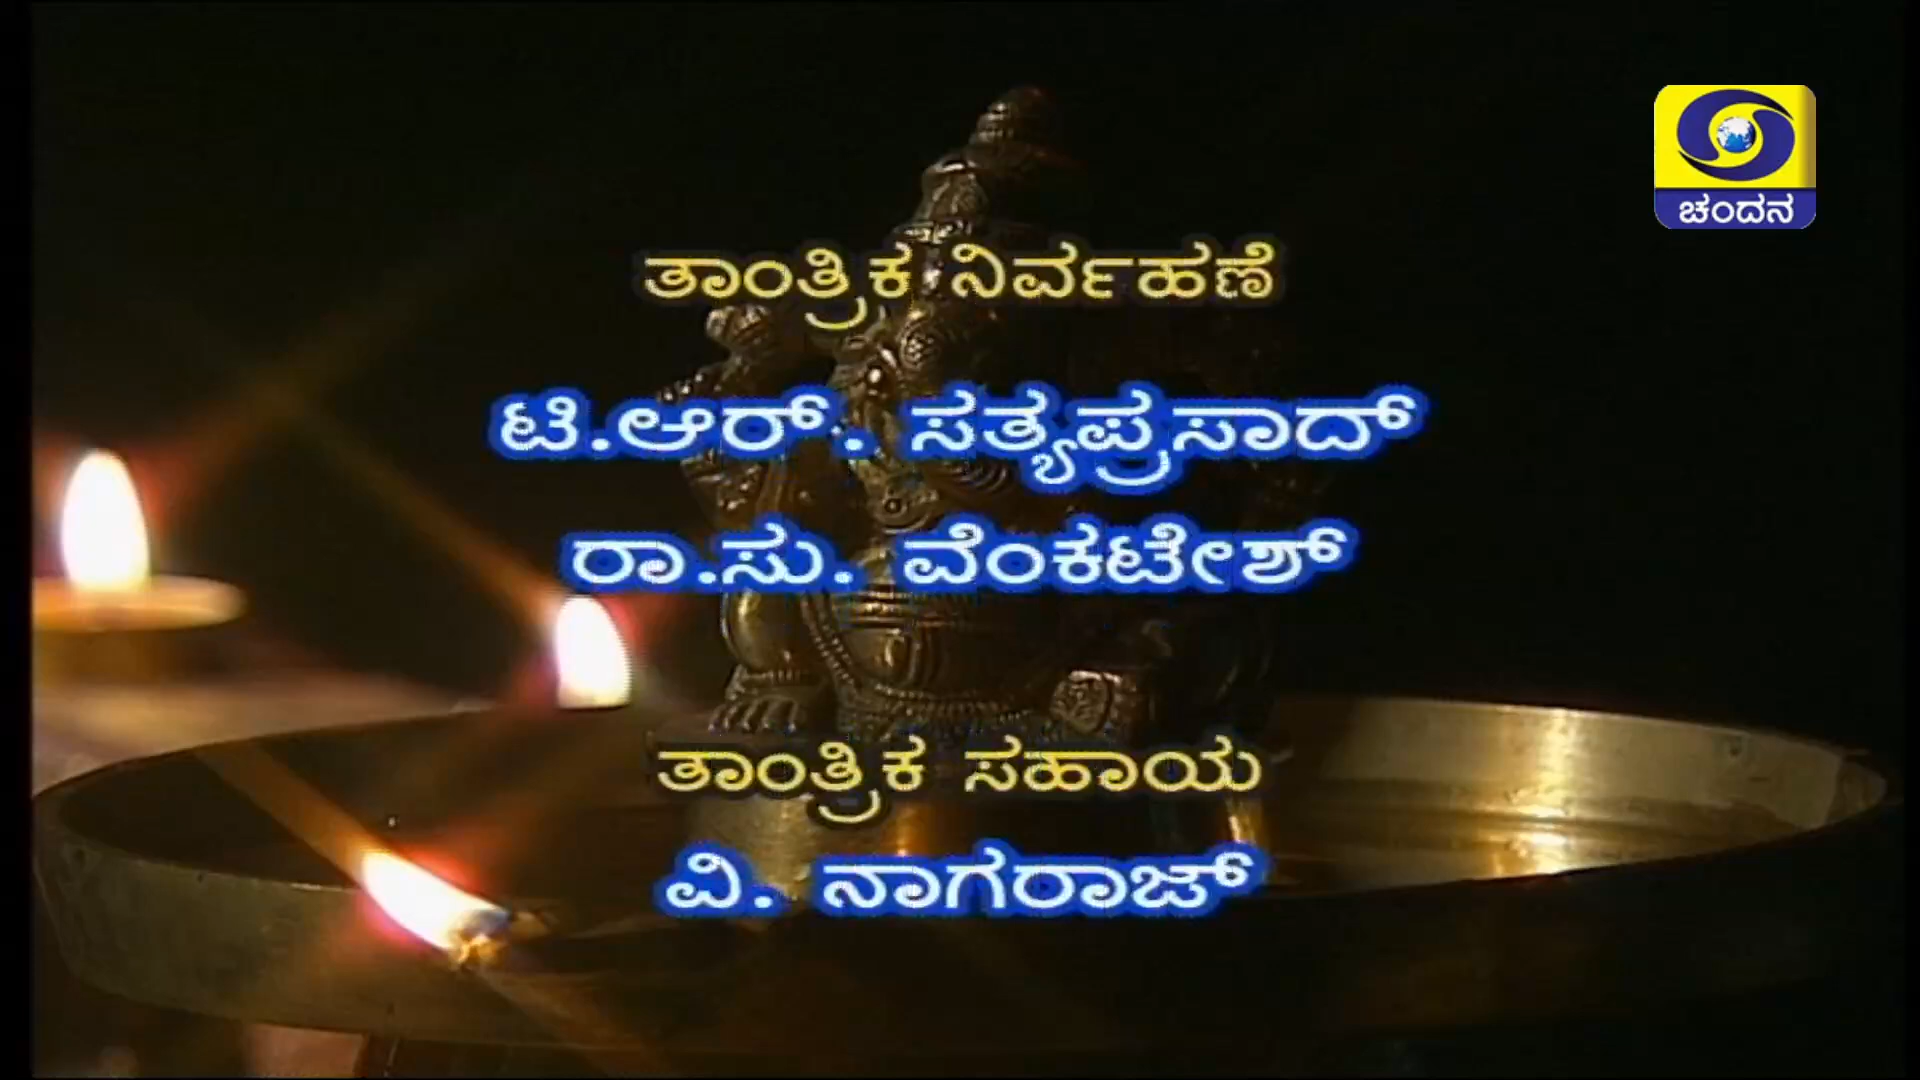 ಚಂದನ
ತಾಂತ್ರಿಕ ನಿರ್ವಹಣೆ
ಟಿ.ಆರ್. ಸತ್ಯಪ್ರಸಾದ್
ರಾ.ಸು. ವೆಂಕಟೇಶ್
ತಾಂತ್ರಿಕ ಸಹಾಯ
ವಿ. ನಾಗರಾಜ್